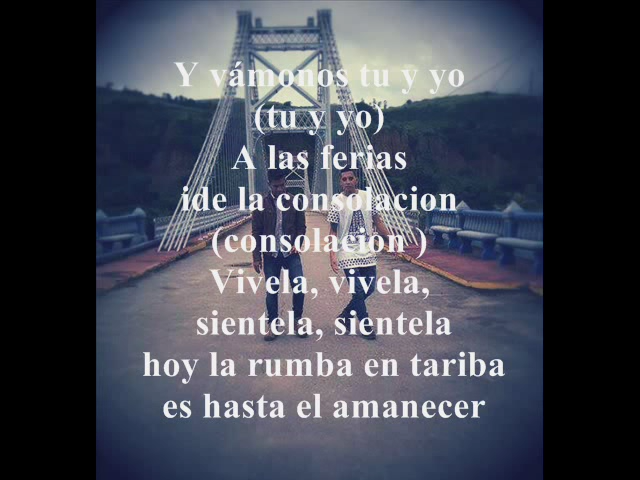 Y vámonos tu y yo
(tu y yo)
A las ferias
ide la consolacion
(consolacion )
Vivela, vivela,
sientela, sientela
hoy la rumba en tariba
es hasta el amanecer